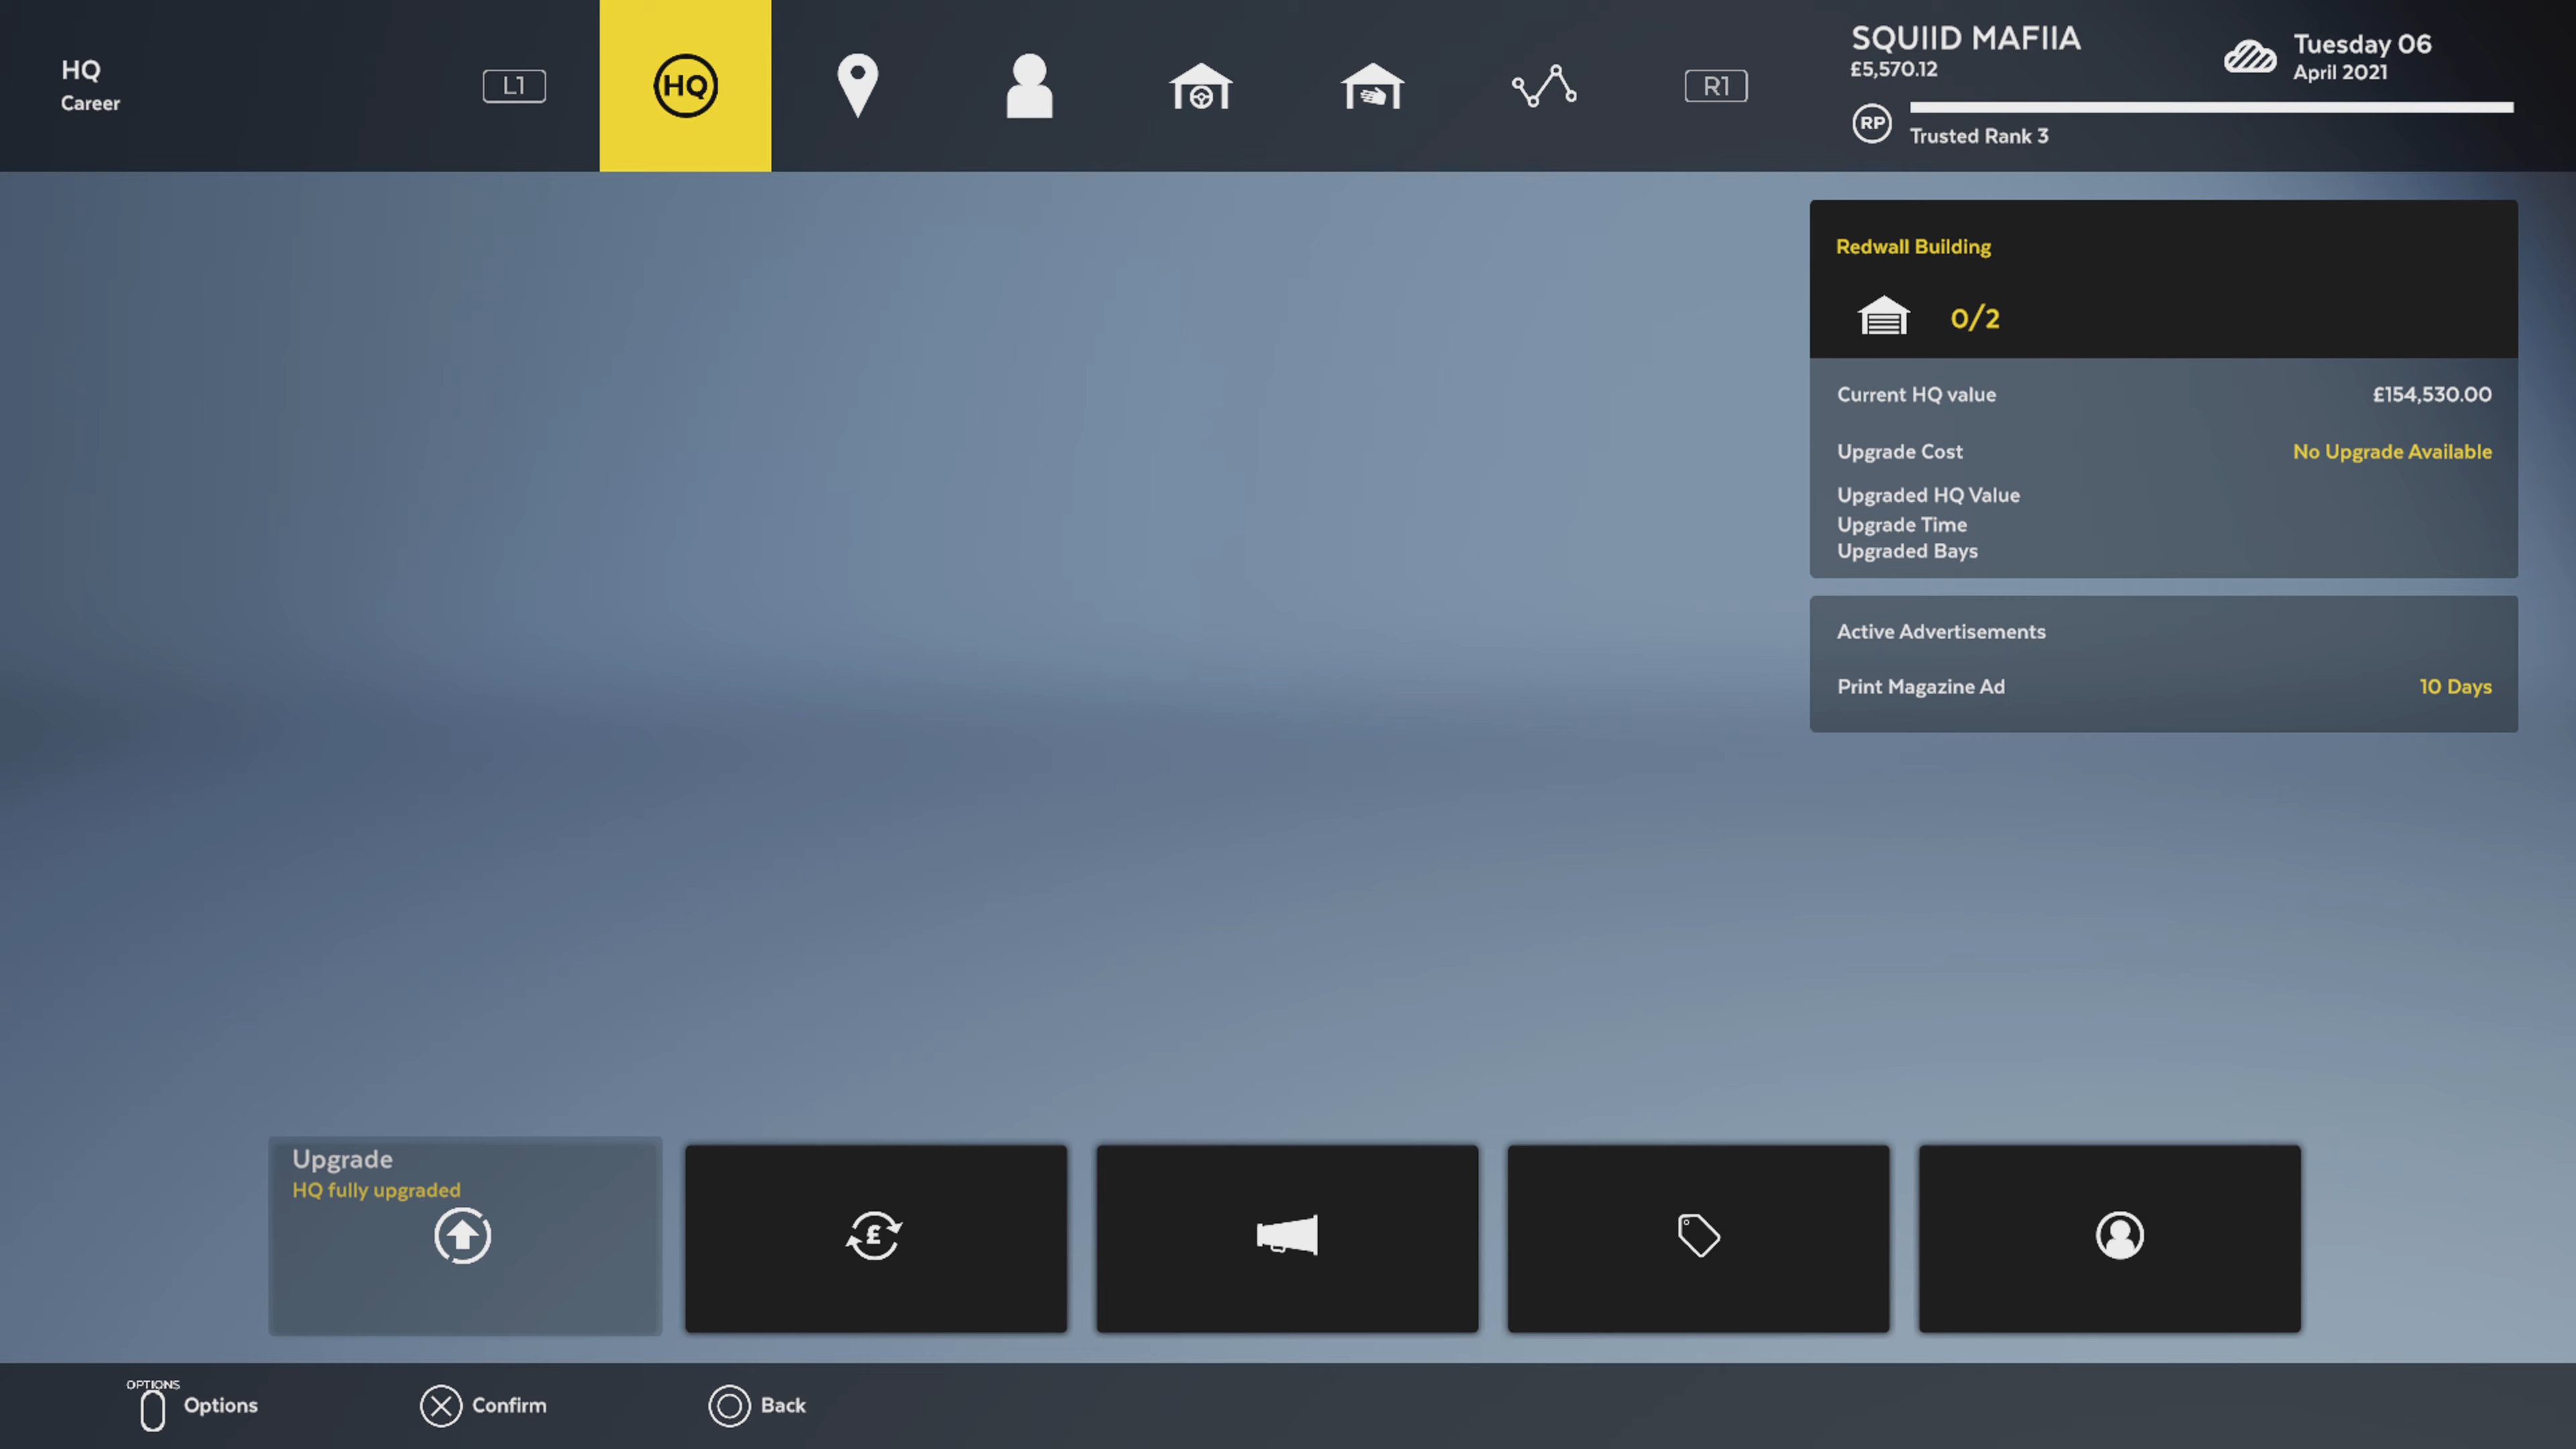 HQ
Career
L1
HQ
R1
SQUIID MAFIIA
£5,570.12
Tuesday 06
April 2021
RP
Trusted Rank 3
Redwall Building
0/2
Current HQ value £154,530.00
Upgrade Cost No Upgrade Available
Upgraded HQ Value
Upgrade Time
Upgraded Bays
Active Advertisements
Print Magazine Ad 10 Days
Upgrade
HQ fully upgraded
£
OPTIONS
Options
Confirm
Back